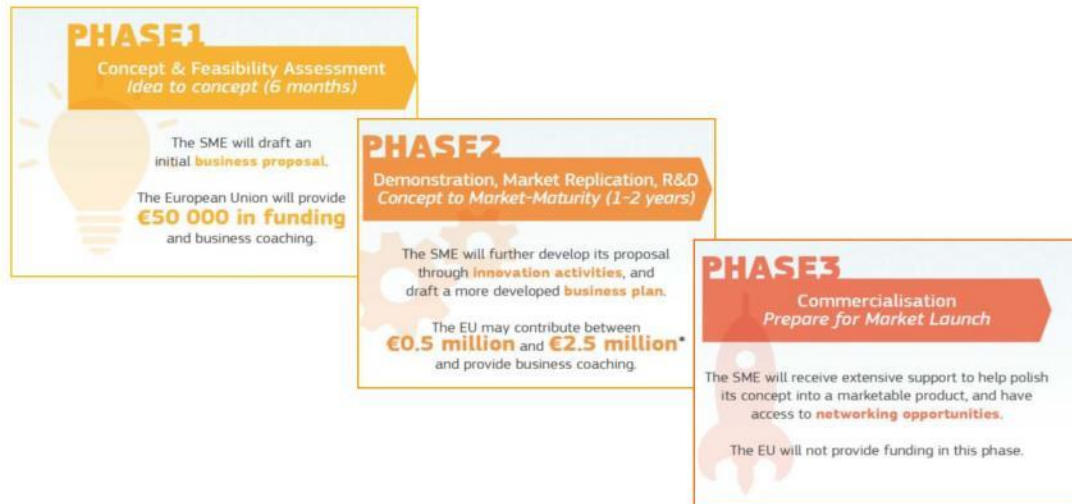 PHASE1
Concept & Feasibility Assessment
Idea to concept (6 months)
The SME will draft an
initial business proposal.
The European Union will provide
€50 000 in funding
and business coaching.
PHASE2
Demonstration, Market Replication, R&D
Concept to Market-Maturity (1-2 years)
The SME will further develop its proposal
through innovation activities, and
draft a more developed business plan.
The EU may contribute between
€0.5 million and €2.5 million*
and provide business coaching.
PHASE3
Commercialisation
Prepare for Market Launch
The SME will receive extensive support to help polish
its concept into a marketable product, and have
access to networking opportunities.
The EU will not provide funding in this phase.